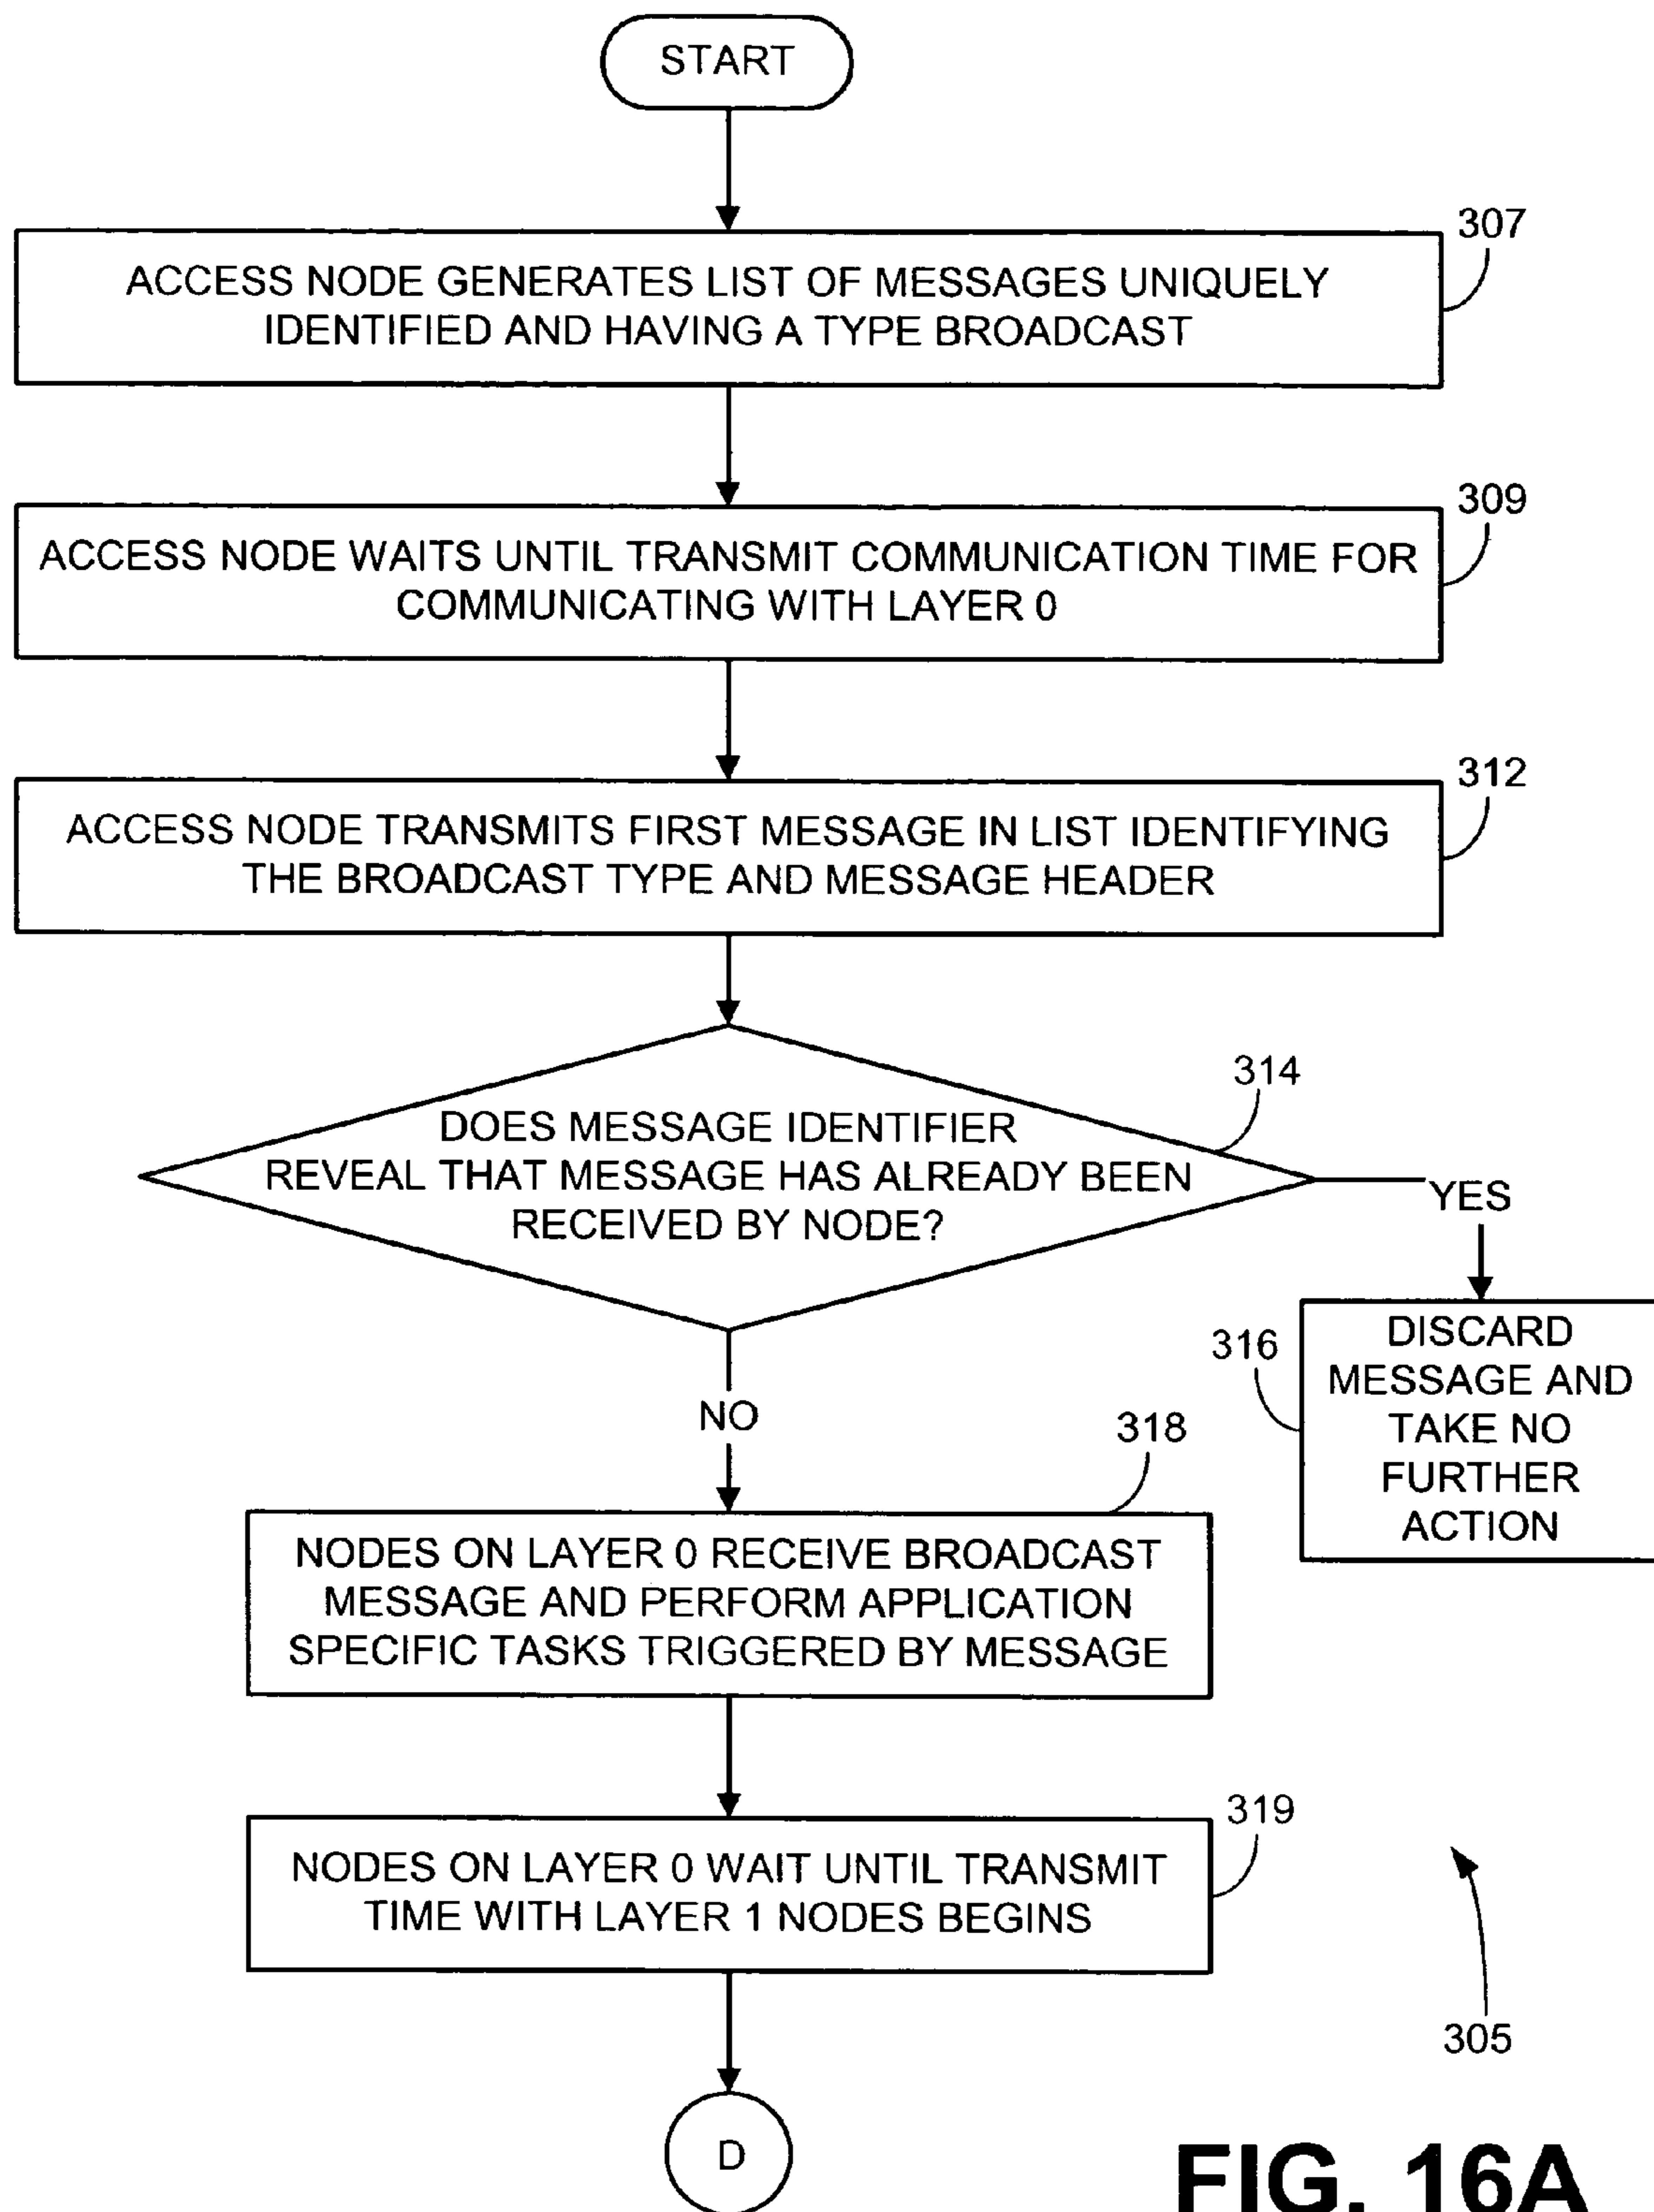 START
307
ACCESS NODE GENERATES LIST OF MESSAGES UNIQUELY
IDENTIFIED AND HAVING A TYPE BROADCAST
309
ACCESS NODE WAITS UNTIL TRANSMIT COMMUNICATION TIME FOR
COMMUNICATING WITH LAYER 0
312
ACCESS NODE TRANSMITS FIRST MESSAGE IN LIST IDENTIFYING
THE BROADCAST TYPE AND MESSAGE HEADER
314
DOES MESSAGE IDENTIFIER
REVEAL THAT MESSAGE HAS ALREADY BEEN
RECEIVED BY NODE?
YES
316
DISCARD
MESSAGE AND
TAKE NO
FURTHER
ACTION
NO
318
NODES ON LAYER 0 RECEIVE BROADCAST
MESSAGE AND PERFORM APPLICATION
SPECIFIC TASKS TRIGGERED BY MESSAGE
319
NODES ON LAYER 0 WAIT UNTIL TRANSMIT
TIME WITH LAYER 1 NODES BEGINS
305
D
FIG. 16A